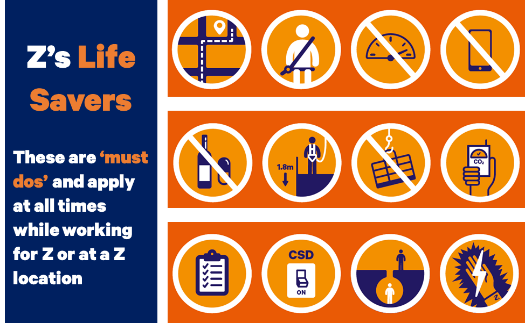 Z's Life
Savers
These are 'must
dos' and apply
at all times
while working
for Z or at a Z
location
1.8m
CO₂
CSD
ON